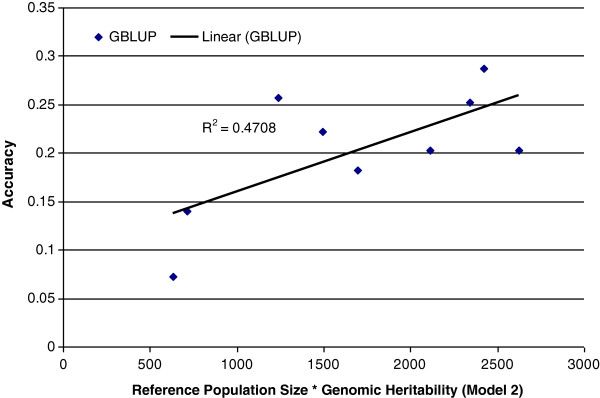 0.35
GBLUP
Linear (GBLUP)
0.3
0.25
R² = 0.4708
0.2
Accuracy
0.15
0.1
0.05
0
0 500 1000 1500 2000 2500 3000
Reference Population Size * Genomic Heritability (Model 2)